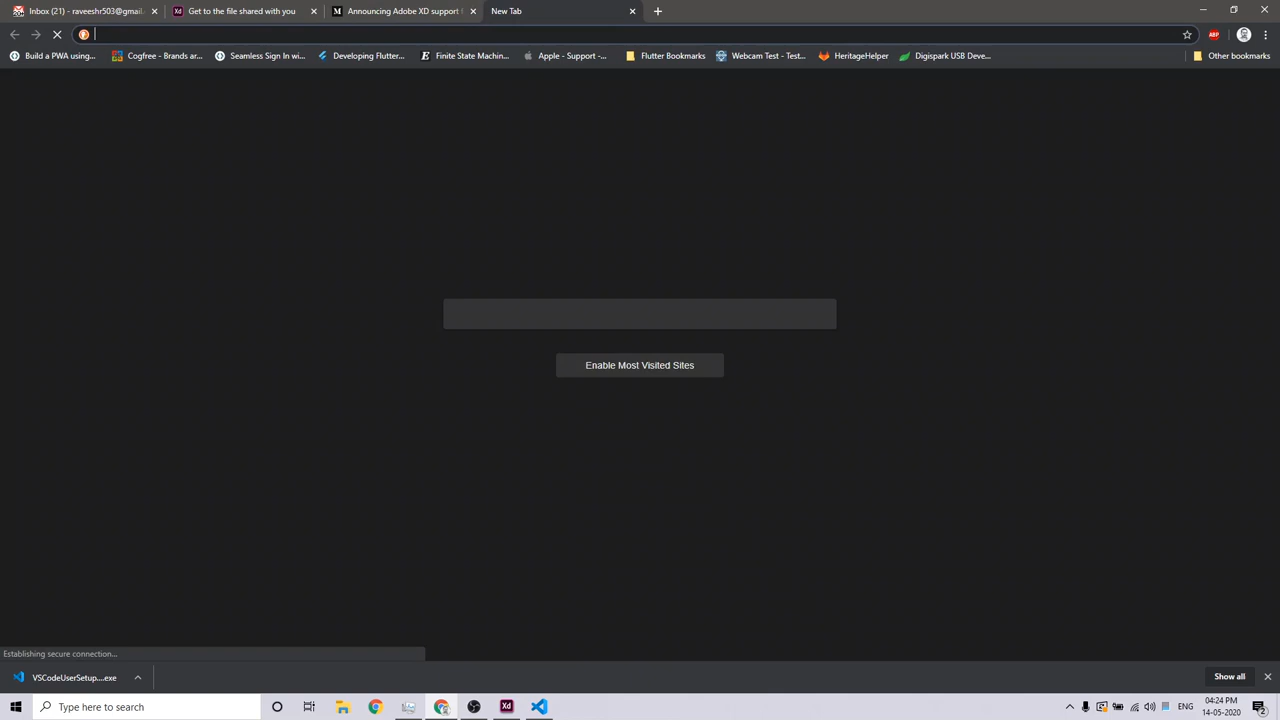 Inbox (21) - raveeshr503@gmail.
Get to the file shared with you
Announcing Adobe XD support f
New Tab
Build a PWA using...
Cogfree - Brands ar...
Seamless Sign In wi...
Developing Flutter...
Finite State Machin...
Apple - Support -...
Flutter Bookmarks
Webcam Test - Test...
HeritageHelper
Digispark USB Deve...
Other bookmarks
Enable Most Visited Sites
Establishing secure connection...
VSCodeUserSetup....exe
Show all
Type here to search
ENG
04:24 PM
14-05-2020